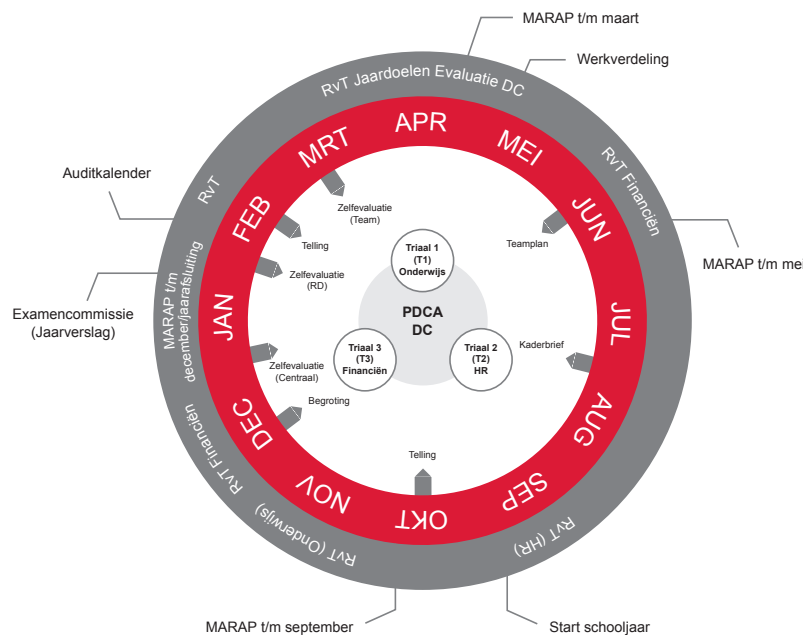 MARAP t/m maart
Werkverdeling
Auditkalender
Examencommissie
(Jaarverslag)
MARAP t/m mei
MARAP t/m september
Start schooljaar
RvT Jaardoelen Evaluatie DC
RvT Financiën
RvT (HR)
RvT (Onderwijs)
RvT Financiën
MARAP t/m
december/jaarafsluiting
RvT
JAN
FEB
MRT
APR
MEI
JUN
JUL
AUG
SEP
OKT
NOV
DEC
Zelfevaluatie
(Team)
Telling
Zelfevaluatie
(RD)
Zelfevaluatie
(Centraal)
Begroting
Telling
Kaderbrief
Teamplan
Triaal 1
(T1)
Onderwijs
PDCA
DC
Triaal 3
(T3)
Financiën
Triaal 2
(T2)
HR